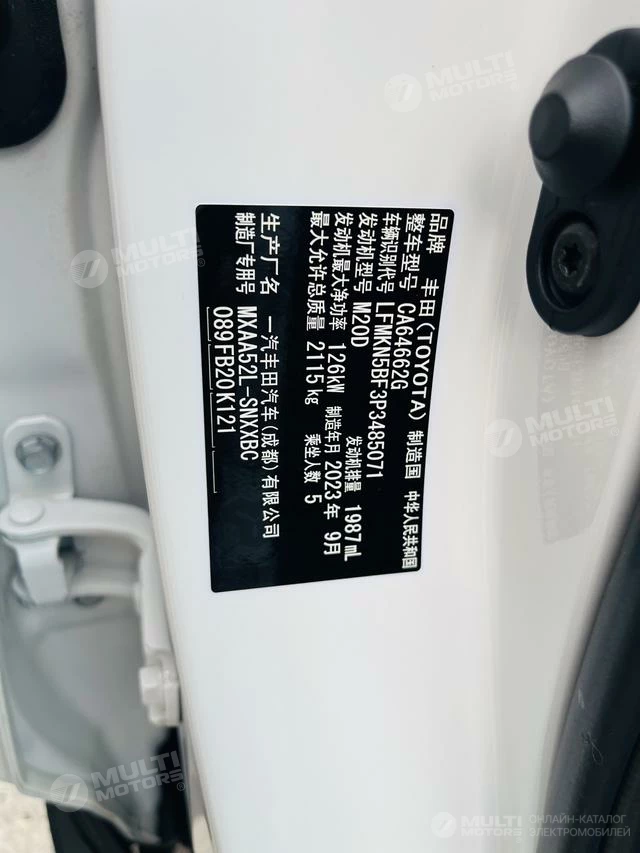 品牌 丰田(TOYOTA) 制造国 中华人民共和国
整车型号 CA64662G
车辆识别代号 LFMKN5BF3P3485071
发动机型号 M20D 发动机排量 1987mL
发动机最大净功率 126kW 制造年月 2023年 9月
最大允许总质量 2115kg 乘坐人数 5
生产厂名 一汽丰田汽车(成都)有限公司
制造厂专用号 MXAA52L-SNXXBC
089FB20K121
MULTI MOTORS
MULTI MOTORS
MULTI MOTORS
MULTI MOTORS
ОНЛАЙН-КАТАЛОГ
ЭЛЕКТРОМОБИЛЕЙ